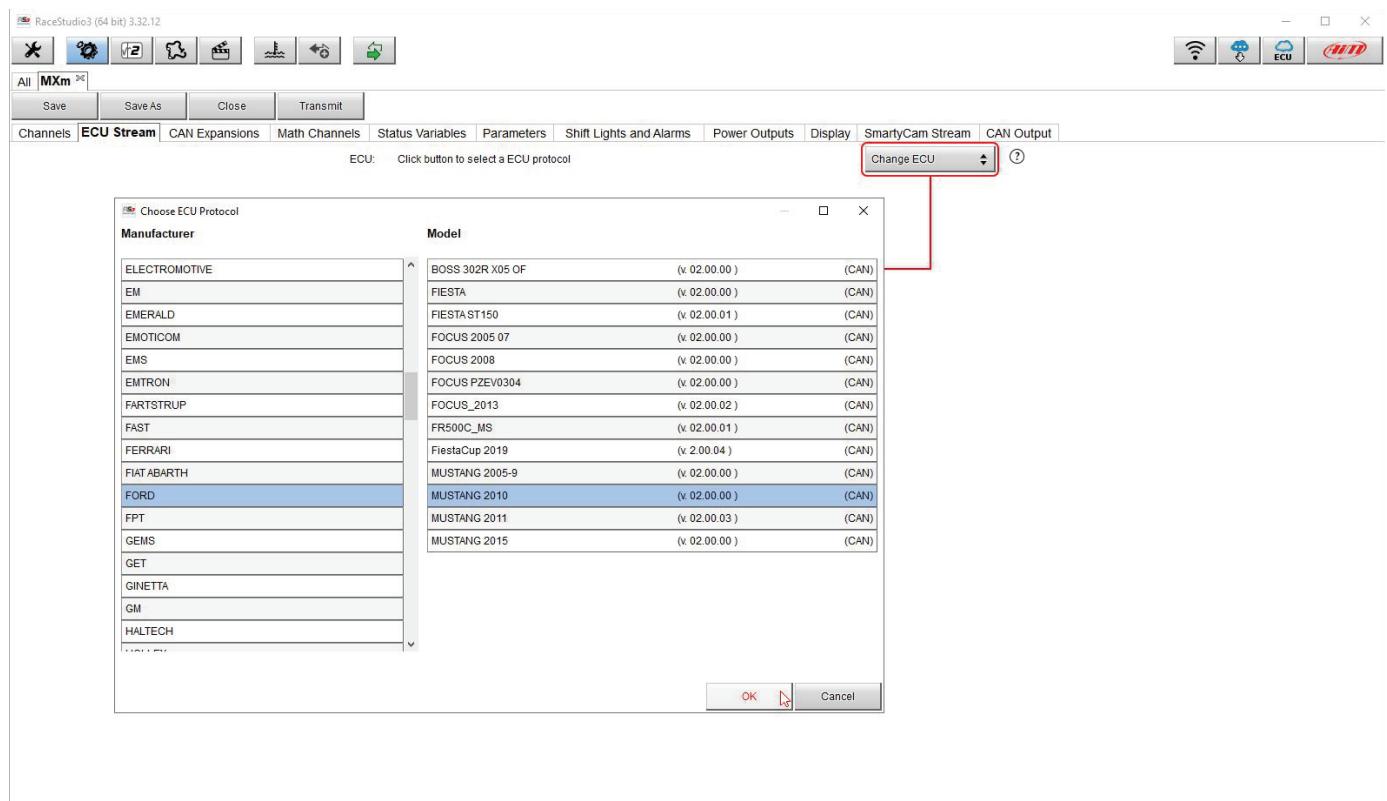 RaceStudio3 (64 bit) 3.32.12
ECU
All MXm
Save Save As Close Transmit
Channels ECU Stream CAN Expansions Math Channels Status Variables Parameters Shift Lights and Alarms Power Outputs Display SmartyCam Stream CAN Output
ECU: Click button to select a ECU protocol Change ECU ?
Choose ECU Protocol
Manufacturer Model
ELECTROMOTIVE BOSS 302R X05 OF (v. 02.00.00 ) (CAN)
EM FIESTA (v. 02.00.00 ) (CAN)
EMERALD FIESTA ST150 (v. 02.00.01 ) (CAN)
EMOTICOM FOCUS 2005 07 (v. 02.00.00 ) (CAN)
EMS FOCUS 2008 (v. 02.00.00 ) (CAN)
EMTRON FOCUS PZEV0304 (v. 02.00.00 ) (CAN)
FARTSTRUP FOCUS_2013 (v. 02.00.02 ) (CAN)
FAST FR500C_MS (v. 02.00.01 ) (CAN)
FERRARI FiestaCup 2019 (v. 2.00.04 ) (CAN)
FIAT ABARTH MUSTANG 2005-9 (v. 02.00.00 ) (CAN)
FORD MUSTANG 2010 (v. 02.00.00 ) (CAN)
FPT MUSTANG 2011 (v. 02.00.03 ) (CAN)
GEMS MUSTANG 2015 (v. 02.00.00 ) (CAN)
GET
GINETTA
GM
HALTECH
OK Cancel